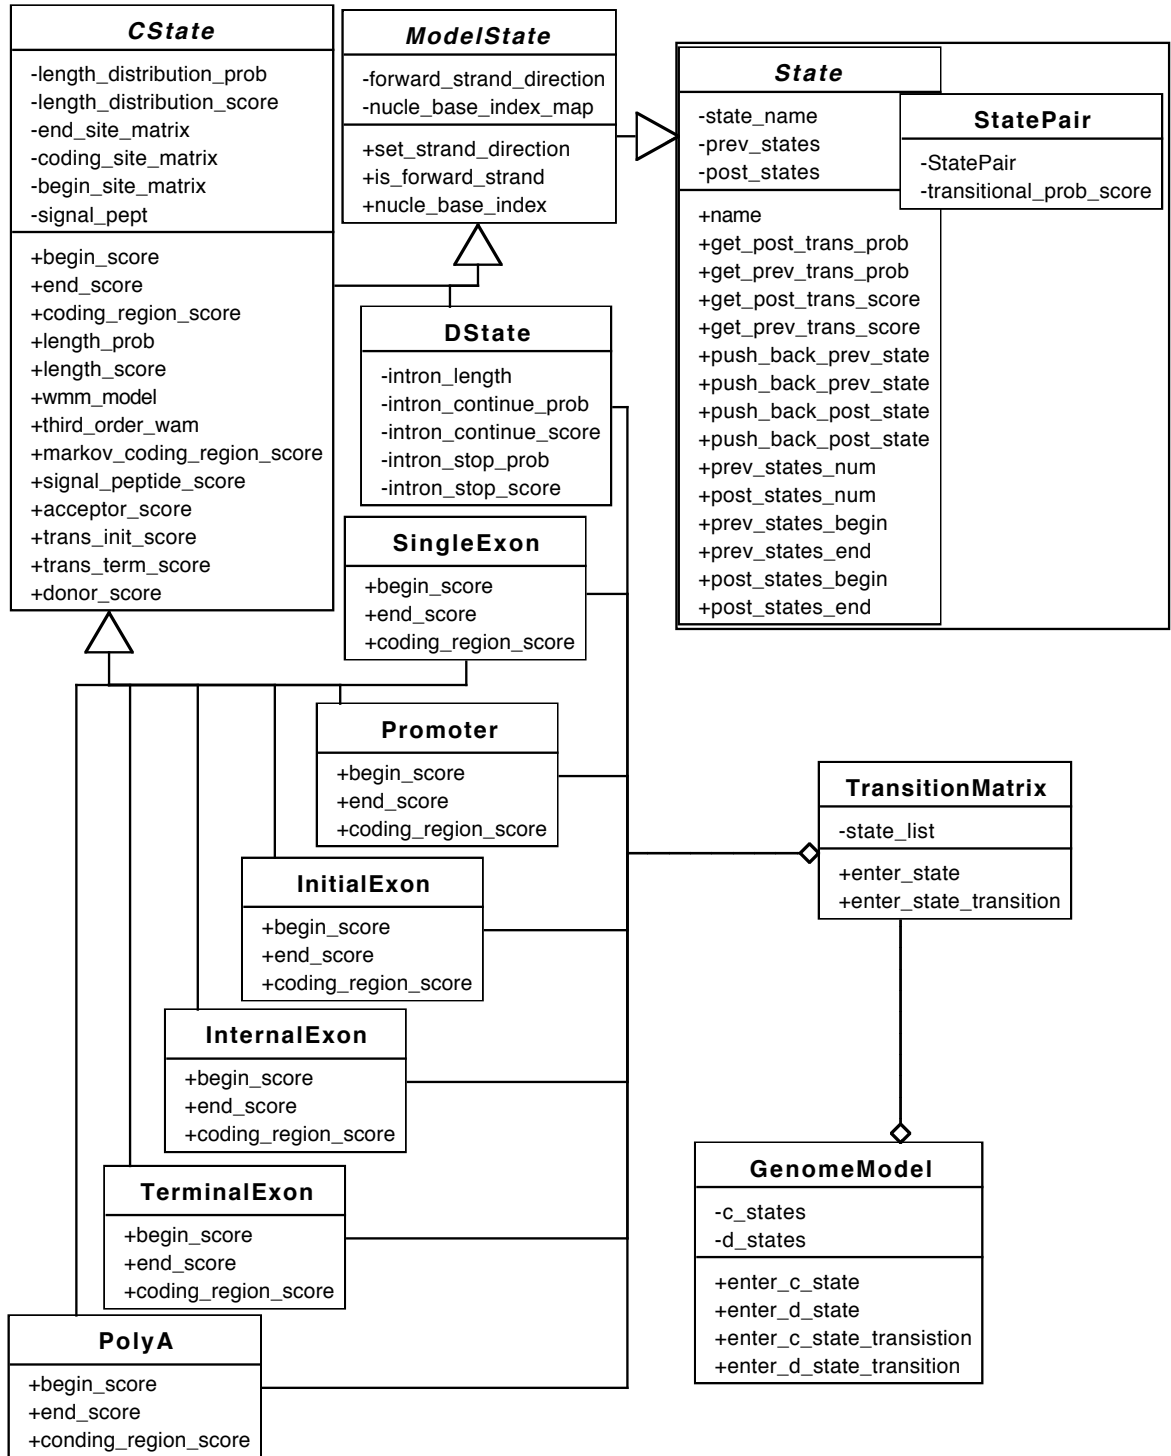 CState
-length_distribution_prob
-length_distribution_score
-end_site_matrix
-coding_site_matrix
-begin_site_matrix
-signal_pept
+begin_score
+end_score
+coding_region_score
+length_prob
+length_score
+wmm_model
+third_order_wam
+markov_coding_region_score
+signal_peptide_score
+acceptor_score
+trans_init_score
+trans_term_score
+donor_score
ModelState
-forward_strand_direction
-nucle_base_index_map
+set_strand_direction
+is_forward_strand
+nucle_base_index
State
-state_name
-prev_states
-post_states
+name
+get_post_trans_prob
+get_prev_trans_prob
+get_post_trans_score
+get_prev_trans_score
+push_back_prev_state
+push_back_prev_state
+push_back_post_state
+push_back_post_state
+prev_states_num
+post_states_num
+prev_states_begin
+prev_states_end
+post_states_begin
+post_states_end
StatePair
-StatePair
-transitional_prob_score
DState
-intron_length
-intron_continue_prob
-intron_continue_score
-intron_stop_prob
-intron_stop_score
SingleExon
+begin_score
+end_score
+coding_region_score
Promoter
+begin_score
+end_score
+coding_region_score
InitialExon
+begin_score
+end_score
+coding_region_score
InternalExon
+begin_score
+end_score
+coding_region_score
TerminalExon
+begin_score
+end_score
+coding_region_score
PolyA
+begin_score
+end_score
+conding_region_score
TransitionMatrix
-state_list
+enter_state
+enter_state_transition
GenomeModel
-c_states
-d_states
+enter_c_state
+enter_d_state
+enter_c_state_transistion
+enter_d_state_transition